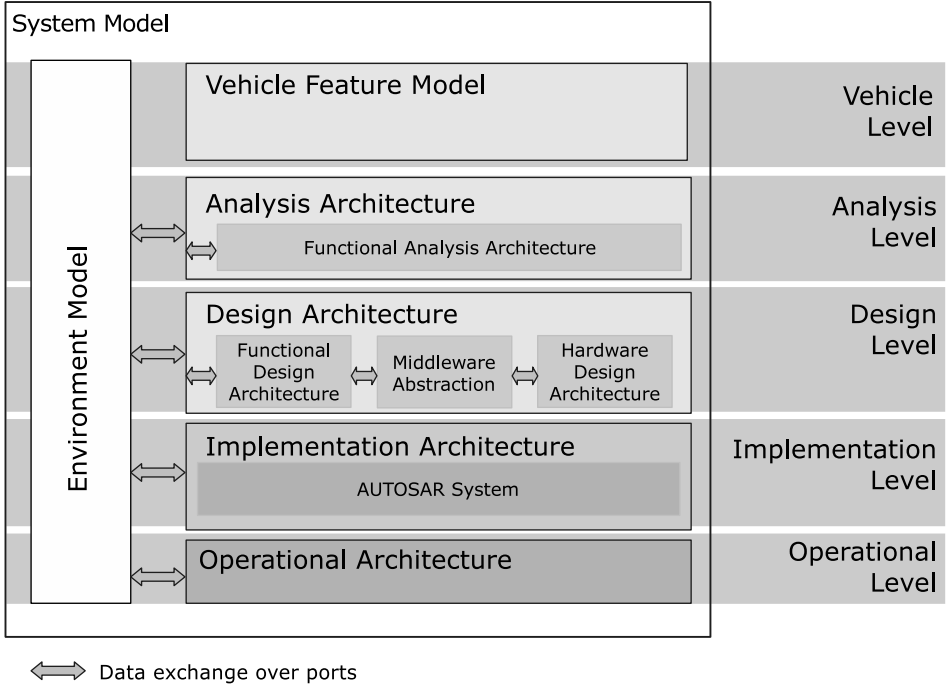 System Model
Vehicle Feature Model
Vehicle
Level
Environment Model
Analysis Architecture
Functional Analysis Architecture
Analysis
Level
Design Architecture
Functional
Design
Architecture
Middleware
Abstraction
Hardware
Design
Architecture
Design
Level
Implementation Architecture
AUTOSAR System
Implementation
Level
Operational Architecture
Operational
Level
Data exchange over ports